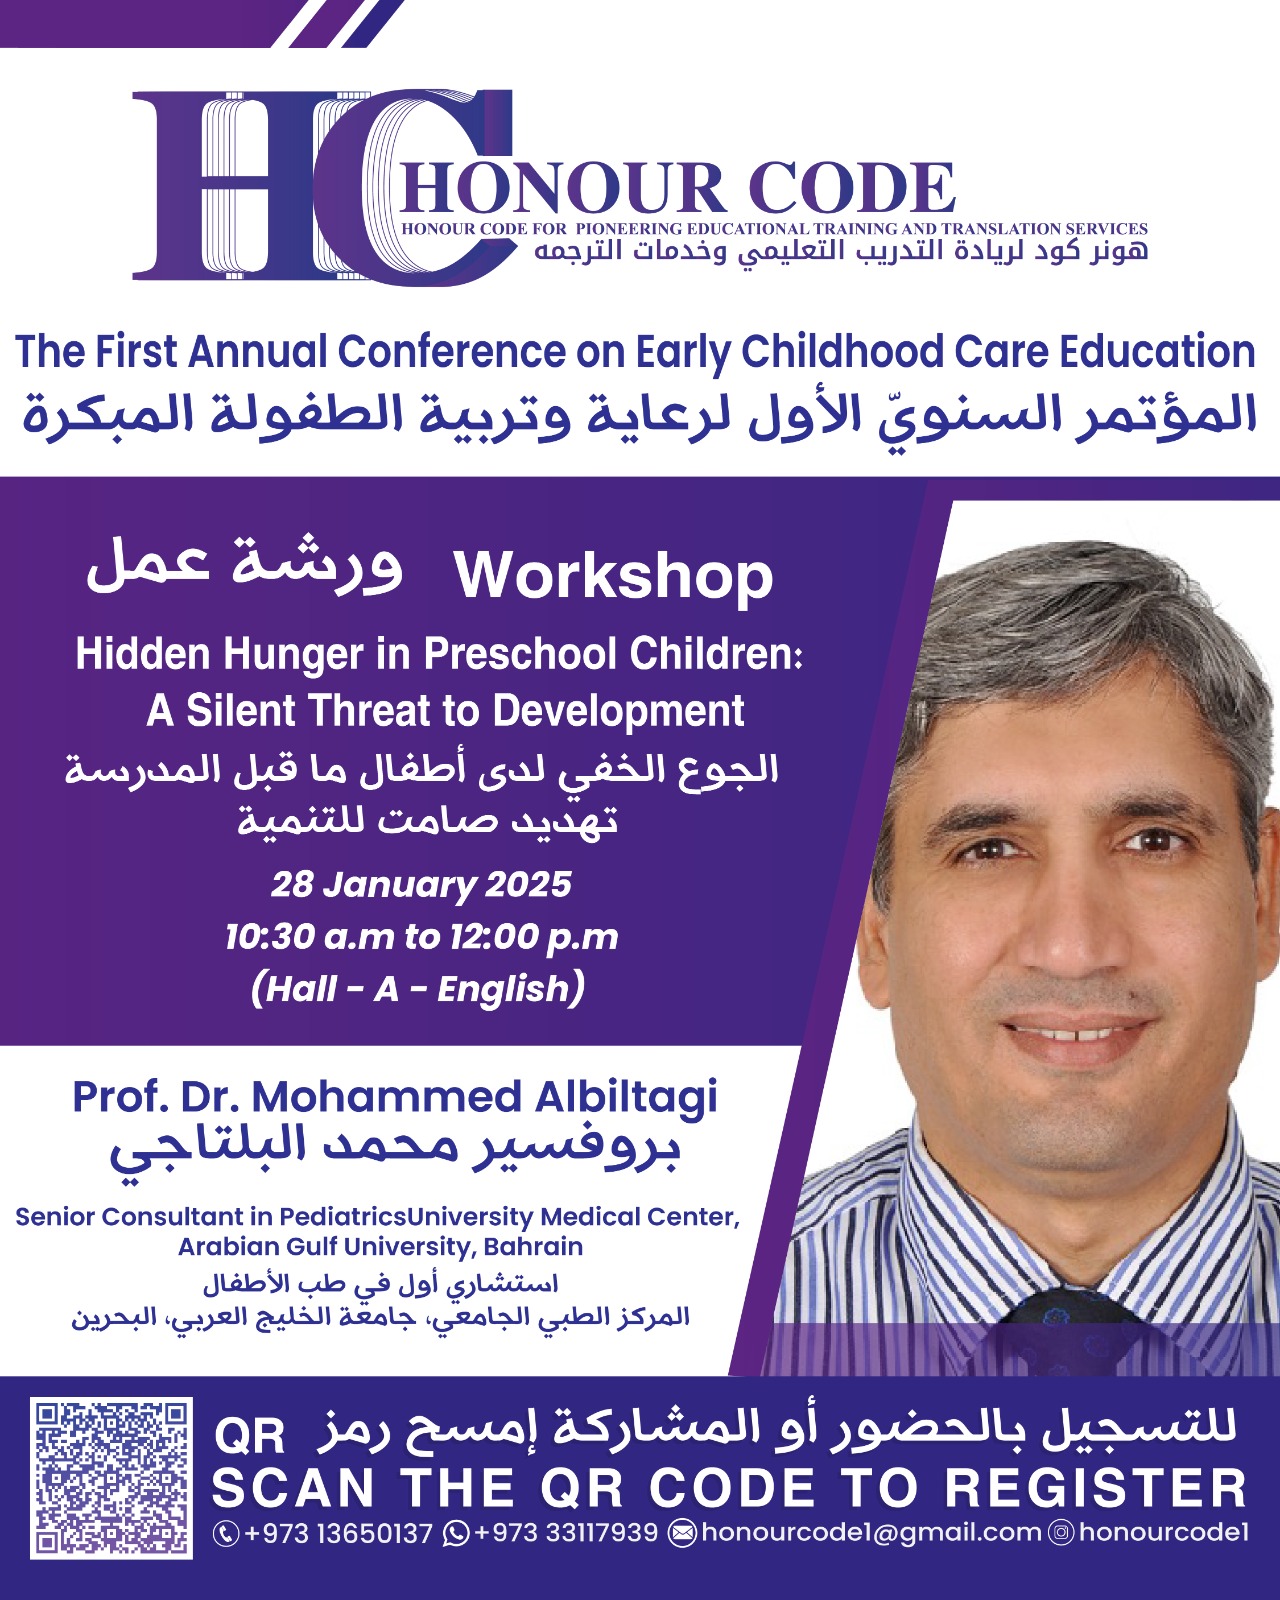 HC
HONOUR CODE
HONOUR CODE FOR PIONEERING EDUCATIONAL TRAINING AND TRANSLATION SERVICES
هونر كود لريادة التدريب التعليمي وخدمات الترجمه
The First Annual Conference on Early Childhood Care Education
المؤتمر السنويّ الأول لرعاية وتربية الطفولة المبكرة
ورشة عمل Workshop
Hidden Hunger in Preschool Children:
A Silent Threat to Development
الجوع الخفي لدى أطفال ما قبل المدرسة
تهديد صامت للتنمية
28 January 2025
10:30 a.m to 12:00 p.m
(Hall - A - English)
Prof. Dr. Mohammed Albiltagi
بروفسير محمد البلتاجي
Senior Consultant in PediatricsUniversity Medical Center,
Arabian Gulf University, Bahrain
استشاري أول في طب الأطفال
المركز الطبي الجامعي، جامعة الخليج العربي، البحرين
للتسجيل بالحضور أو المشاركة إمسح رمز QR
SCAN THE QR CODE TO REGISTER
+973 13650137 +973 33117939 honourcode1@gmail.com honourcode1